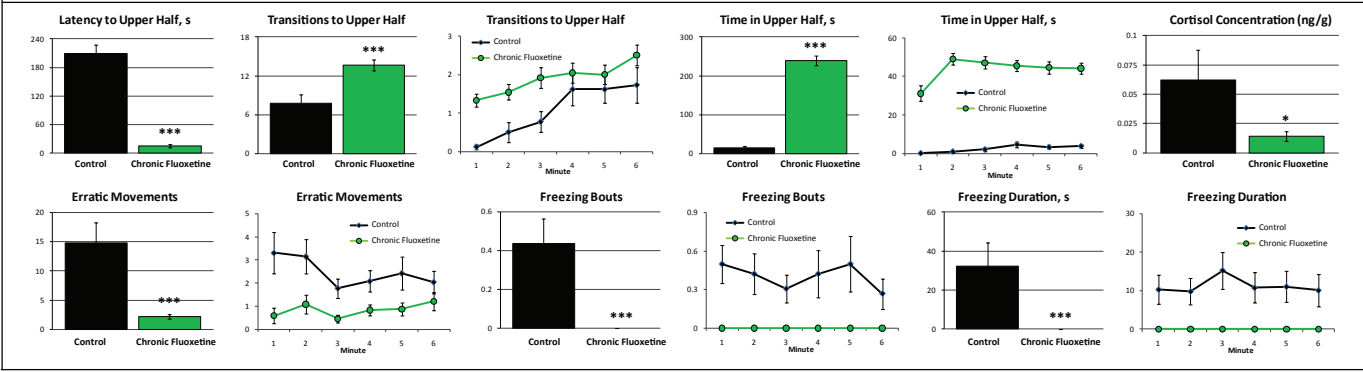 Latency to Upper Half, s
240
180
120
60
0
***
Control Chronic Fluoxetine
Transitions to Upper Half
18
12
6
0
***
Control Chronic Fluoxetine
Transitions to Upper Half
3
2
1
0
Control
Chronic Fluoxetine
1 2 3 4 5 6
Minute
Time in Upper Half, s
300
200
100
0
***
Control Chronic Fluoxetine
Time in Upper Half, s
60
40
20
0
Control
Chronic Fluoxetine
1 2 3 4 5 6
Minute
Cortisol Concentration (ng/g)
0.1
0.075
0.05
0.025
0
*
Control Chronic Fluoxetine
Erratic Movements
20
15
10
5
0
***
Control Chronic Fluoxetine
Erratic Movements
5
4
3
2
1
0
Control
Chronic Fluoxetine
1 2 3 4 5 6
Minute
Freezing Bouts
0.6
0.4
0.2
0
***
Control Chronic Fluoxetine
Freezing Bouts
0.9
0.6
0.3
0
Control
Chronic Fluoxetine
1 2 3 4 5 6
Minute
Freezing Duration, s
60
40
20
0
***
Control Chronic Fluoxetine
Freezing Duration
30
20
10
0
Control
Chronic Fluoxetine
1 2 3 4 5 6
Minute